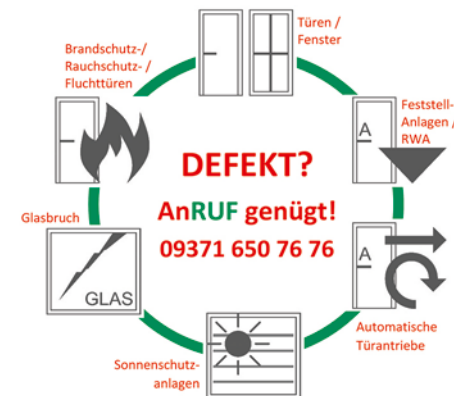 Türen /
Fenster
Brandschutz-/
Rauchschutz- /
Fluchttüren
Feststell-
Anlagen /
RWA
A
DEFEKT?
AnRUF genügt!
09371 650 76 76
Glasbruch
GLAS
A
Automatische
Türantriebe
Sonnenschutz-
anlagen